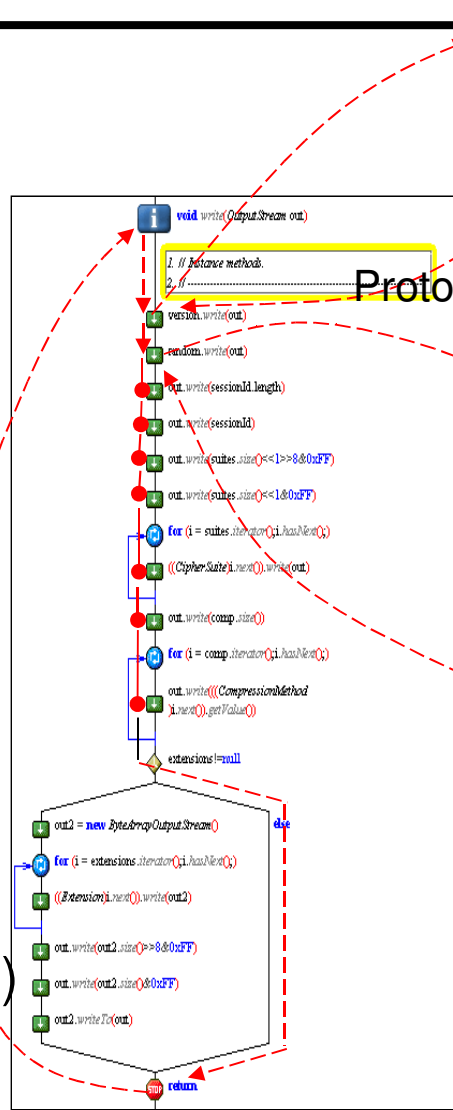 void write(OutputStream out)
1. // Instance methods.
2. // --------------------------------
Proto
version.write(out)
random.write(out)
out.write(sessionId.length)
out.write(sessionId)
out.write(suites.size()<<1>>8&0xFF)
out.write(suites.size()<<1&0xFF)
for (i = suites.iterator();i.hasNext();)
((CipherSuite)i.next()).write(out)
out.write(comp.size())
for (i = comp.iterator();i.hasNext();)
out.write(((CompressionMethod
)i.next()).getValue())
extensions!=null
out2 = new ByteArrayOutputStream()
else
for (i = extensions.iterator();i.hasNext();)
((Extension)i.next()).write(out2)
out.write(out2.size()>>8&0xFF)
)
out.write(out2.size()&0xFF)
out2.writeTo(out)
STOP
return